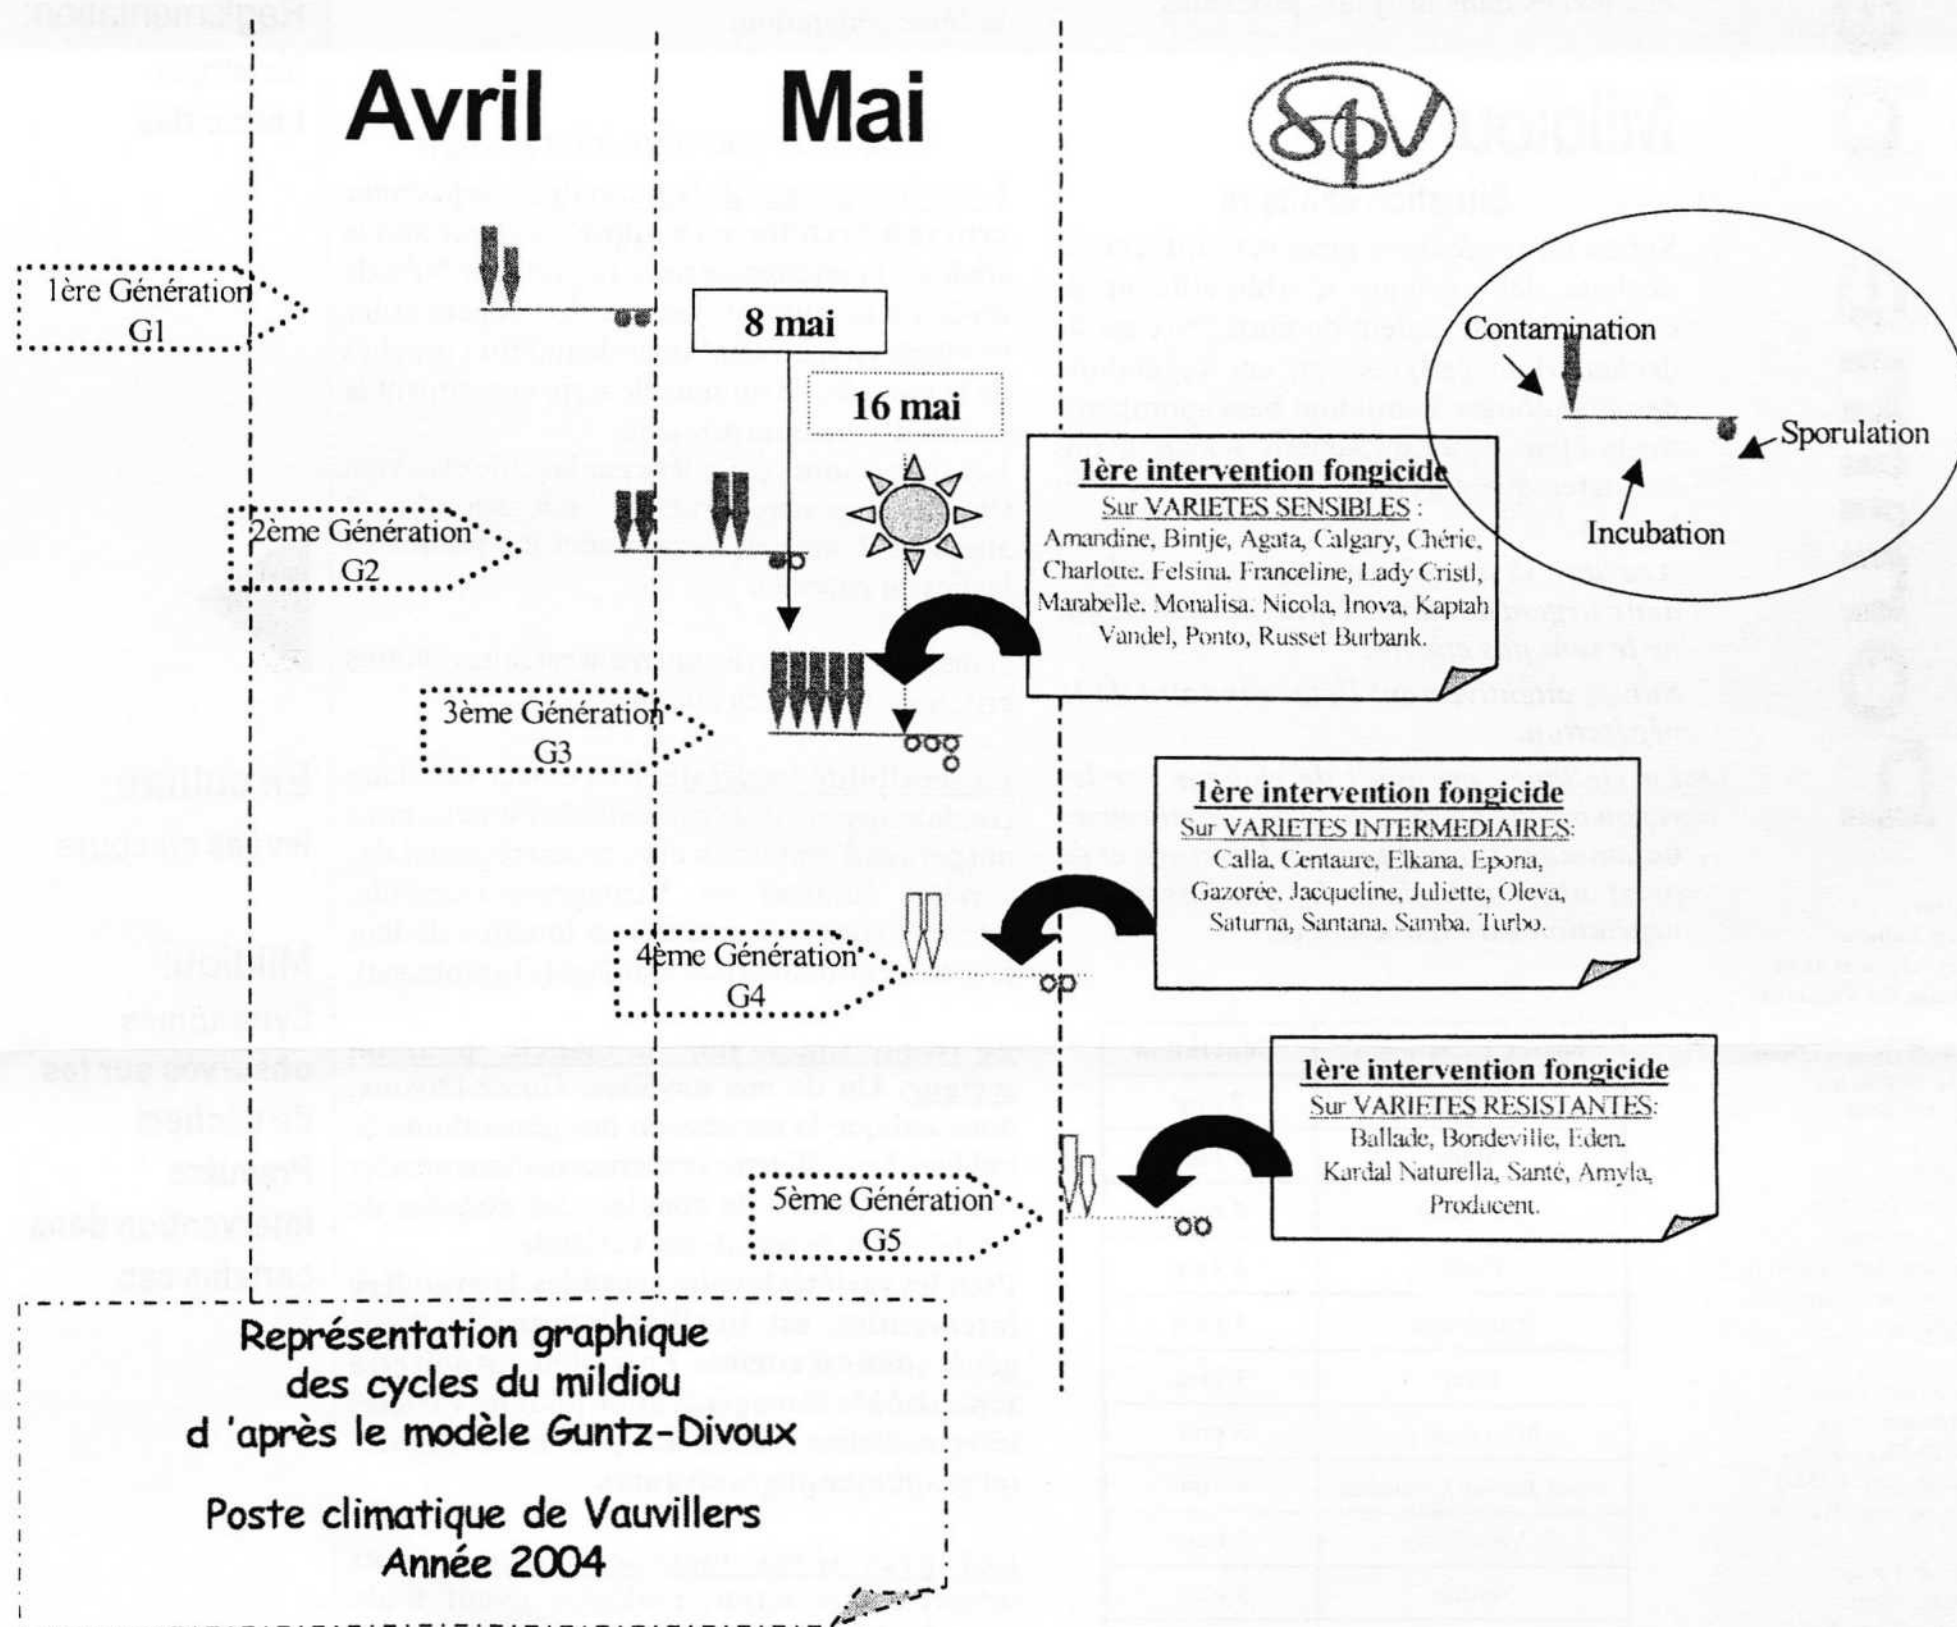 Avril
Mai
1ère Génération
G1
8 mai
16 mai
Contamination
Sporulation
Incubation
2ème Génération
G2
1ère intervention fongicide
Sur VARIETES SENSIBLES :
Amandine, Bintje, Agata, Calgary, Chérie,
Charlotte. Felsina. Franceline, Lady Cristl,
Marabelle. Monalisa. Nicola, Inova, Kaptah
Vandel, Ponto, Russet Burbank.
3ème Génération
G3
1ère intervention fongicide
Sur VARIETES INTERMEDIAIRES:
Calla, Centaure, Elkana, Epona,
Gazorée, Jacqueline, Juliette, Oleva,
Saturna, Santana, Samba. Turbo.
4ème Génération
G4
1ère intervention fongicide
Sur VARIETES RESISTANTES:
Ballade, Bondeville, Eden.
Kardal Naturella, Santé, Amyla,
Producent.
5ème Génération
G5
Représentation graphique
des cycles du mildiou
d 'après le modèle Guntz-Divoux
Poste climatique de Vauvillers
Année 2004